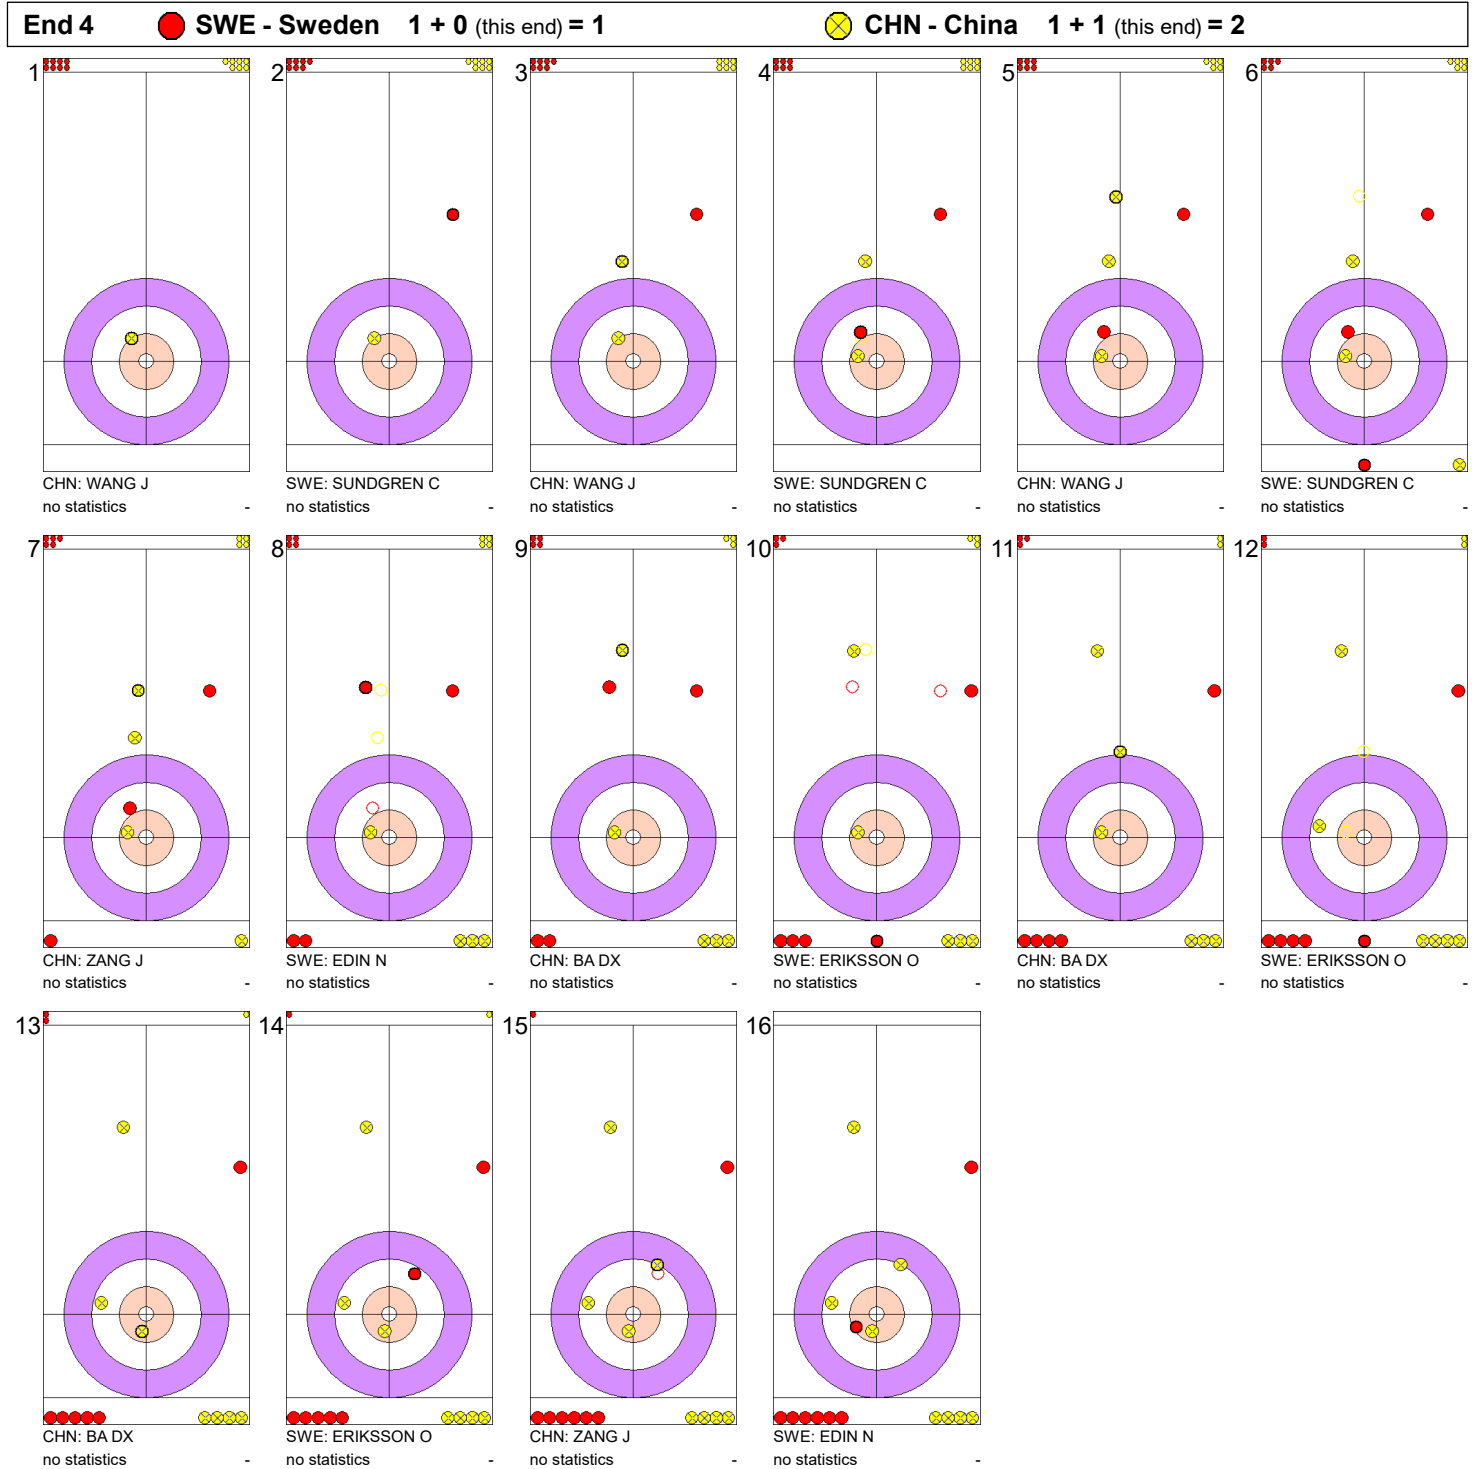 End 4 SWE - Sweden 1 + 0 (this end) = 1 CHN - China 1 + 1 (this end) = 2
1 2 3 4 5 6
CHN: WANG J SWE: SUNDGREN C CHN: WANG J SWE: SUNDGREN C CHN: WANG J SWE: SUNDGREN C
no statistics - no statistics - no statistics - no statistics - no statistics - no statistics -
7 8 9 10 11 12
CHN: ZANG J SWE: EDIN N CHN: BA DX SWE: ERIKSSON O CHN: BA DX SWE: ERIKSSON O
no statistics - no statistics - no statistics - no statistics - no statistics - no statistics -
13 14 15 16
CHN: BA DX SWE: ERIKSSON O CHN: ZANG J SWE: EDIN N
no statistics - no statistics - no statistics - no statistics -